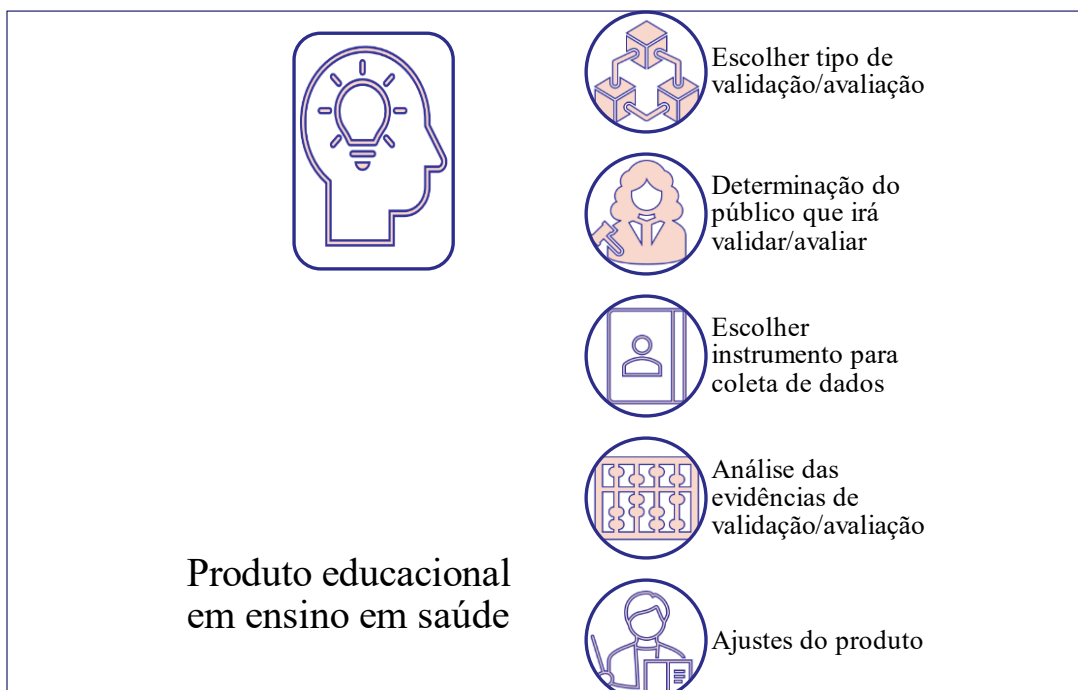 Escolher tipo de
validação/avaliação
Determinação do
público que irá
validar/avaliar
Escolher
instrumento para
coleta de dados
Análise das
evidências de
validação/avaliação
Produto educacional
em ensino em saúde
Ajustes do produto